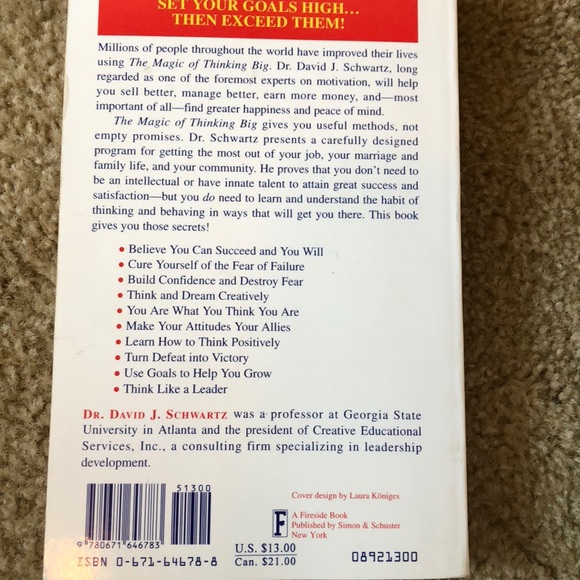 SET YOUR GOALS HIGH...
THEN EXCEED THEM!
Millions of people throughout the world have improved their lives
using The Magic of Thinking Big. Dr. David J. Schwartz, long
regarded as one of the foremost experts on motivation, will help
you sell better, manage better, earn more money, and—most
important of all—find greater happiness and peace of mind.
The Magic of Thinking Big gives you useful methods, not
empty promises. Dr. Schwartz presents a carefully designed
program for getting the most out of your job, your marriage and
family life, and your community. He proves that you don't need to
be an intellectual or have innate talent to attain great success and
satisfaction—but you do need to learn and understand the habit of
thinking and behaving in ways that will get you there. This book
gives you those secrets!
• Believe You Can Succeed and You Will
• Cure Yourself of the Fear of Failure
• Build Confidence and Destroy Fear
• Think and Dream Creatively
• You Are What You Think You Are
• Make Your Attitudes Your Allies
• Learn How to Think Positively
• Turn Defeat into Victory
• Use Goals to Help You Grow
• Think Like a Leader
DR. DAVID J. SCHWARTZ was a professor at Georgia State
University in Atlanta and the president of Creative Educational
Services, Inc., a consulting firm specializing in leadership
development.
51300
9 780671 646783
ISBN 0-671-64678-8
Cover design by Laura Königes
F
A Fireside Book
Published by Simon & Schuster
New York
U.S. $13.00
Can. $21.00
08921300